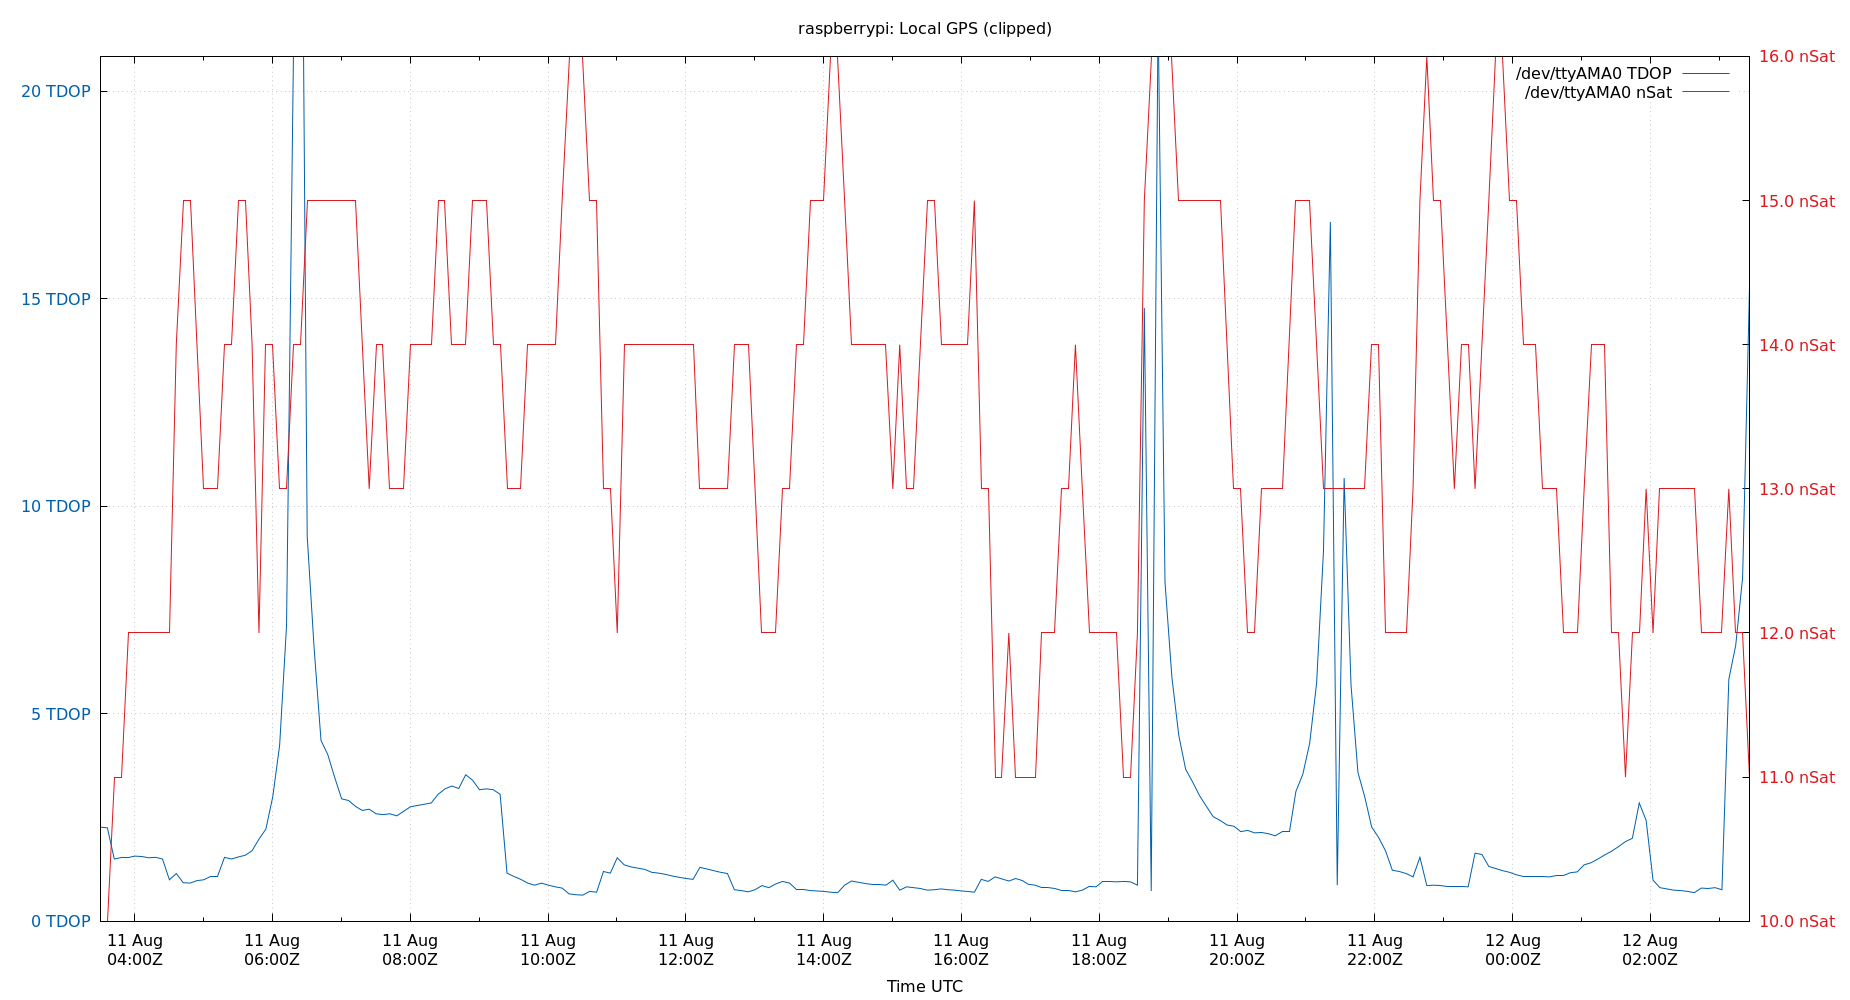 raspberrypi: Local GPS (clipped)
/dev/ttyAMA0 TDOP
/dev/ttyAMA0 nSat
20 TDOP
15 TDOP
10 TDOP
5 TDOP
0 TDOP
16.0 nSat
15.0 nSat
14.0 nSat
13.0 nSat
12.0 nSat
11.0 nSat
10.0 nSat
11 Aug
04:00Z
11 Aug
06:00Z
11 Aug
08:00Z
11 Aug
10:00Z
11 Aug
12:00Z
11 Aug
14:00Z
11 Aug
16:00Z
11 Aug
18:00Z
11 Aug
20:00Z
11 Aug
22:00Z
12 Aug
00:00Z
12 Aug
02:00Z
Time UTC